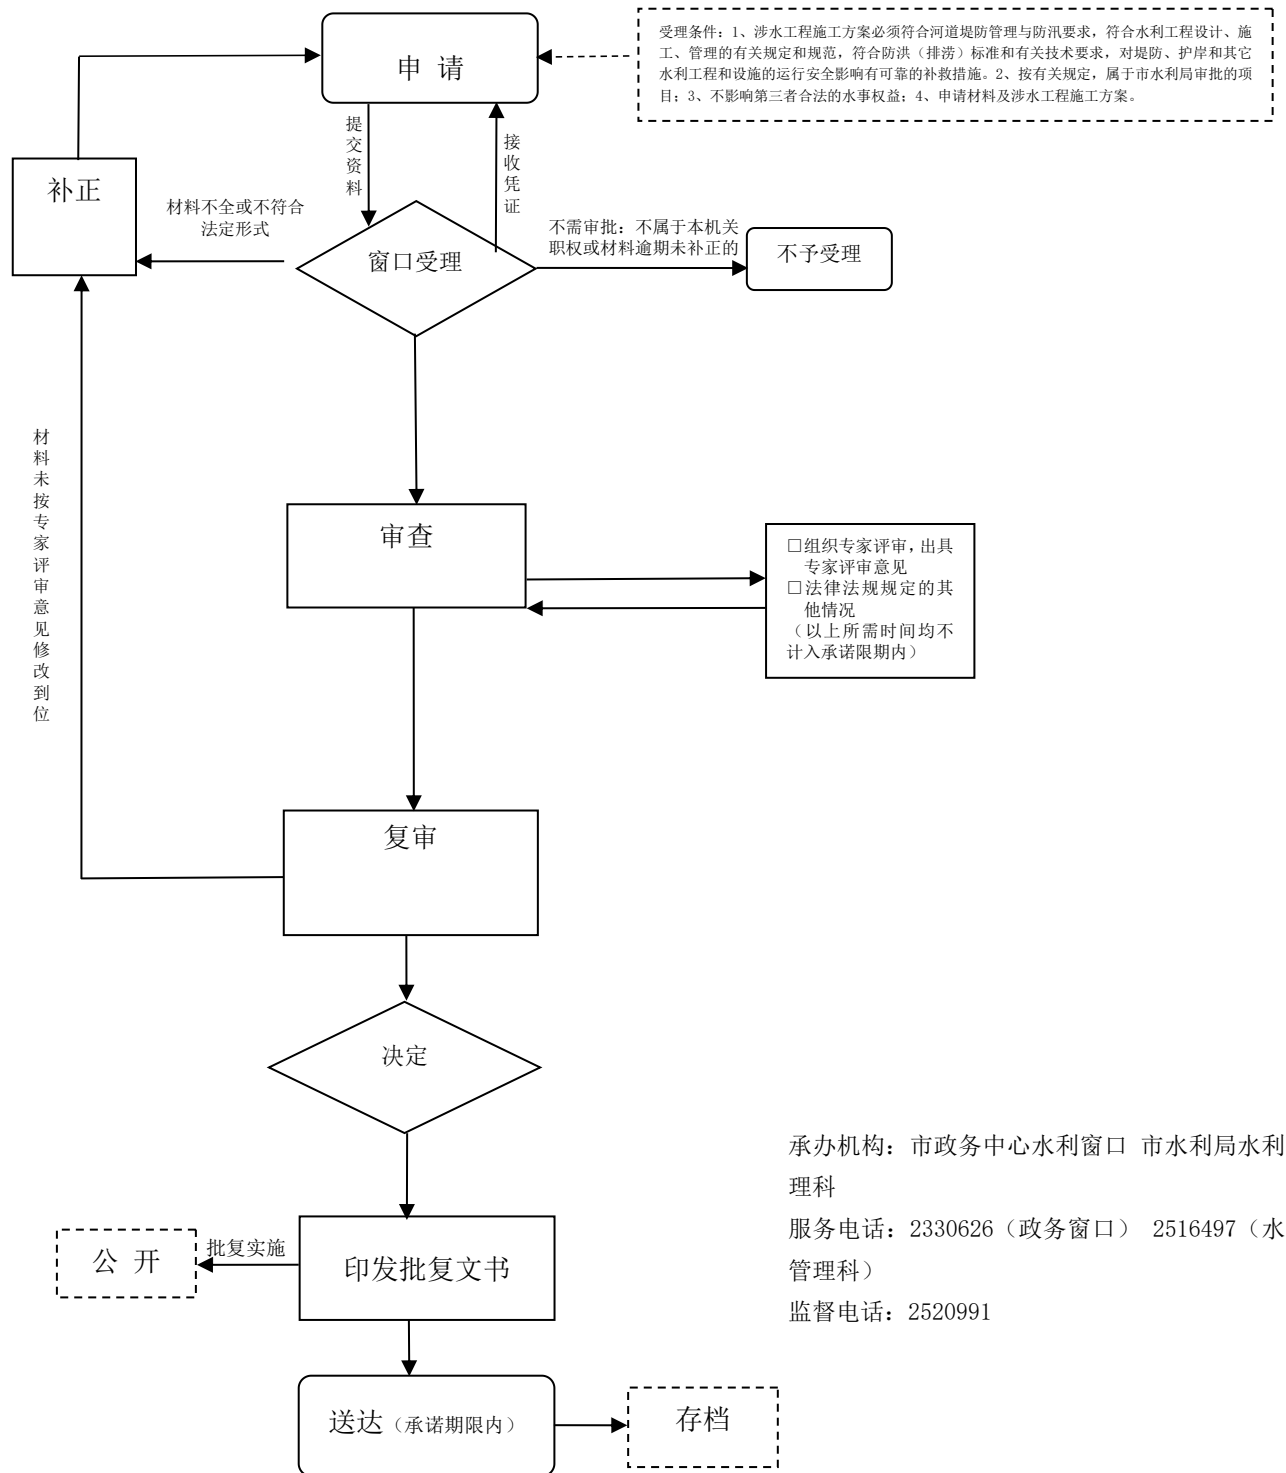 受理条件：1、涉水工程施工方案必须符合河道堤防管理与防汛要求，符合水利工程设计、施
工、管理的有关规定和规范，符合防洪（排涝）标准和有关技术要求，对堤防、护岸和其它
水利工程和设施的运行安全影响有可靠的补救措施。2、按有关规定，属于市水利局审批的项
目；3、不影响第三者合法的水事权益；4、申请材料及涉水工程施工方案。
申 请
提交资料
接收凭证
补正
材料不全或不符合
法定形式
窗口受理
不需审批：不属于本机关
职权或材料逾期未补正的
不予受理
材料未按专家评审意见修改到位
审查
□组织专家评审，出具
专家评审意见
□法律法规规定的其
他情况
（以上所需时间均不
计入承诺限期内）
复审
决定
承办机构：市政务中心水利窗口 市水利局水利
理科
服务电话：2330626（政务窗口） 2516497（水
管理科）
监督电话：2520991
公 开
批复实施
印发批复文书
送达（承诺期限内）
存档